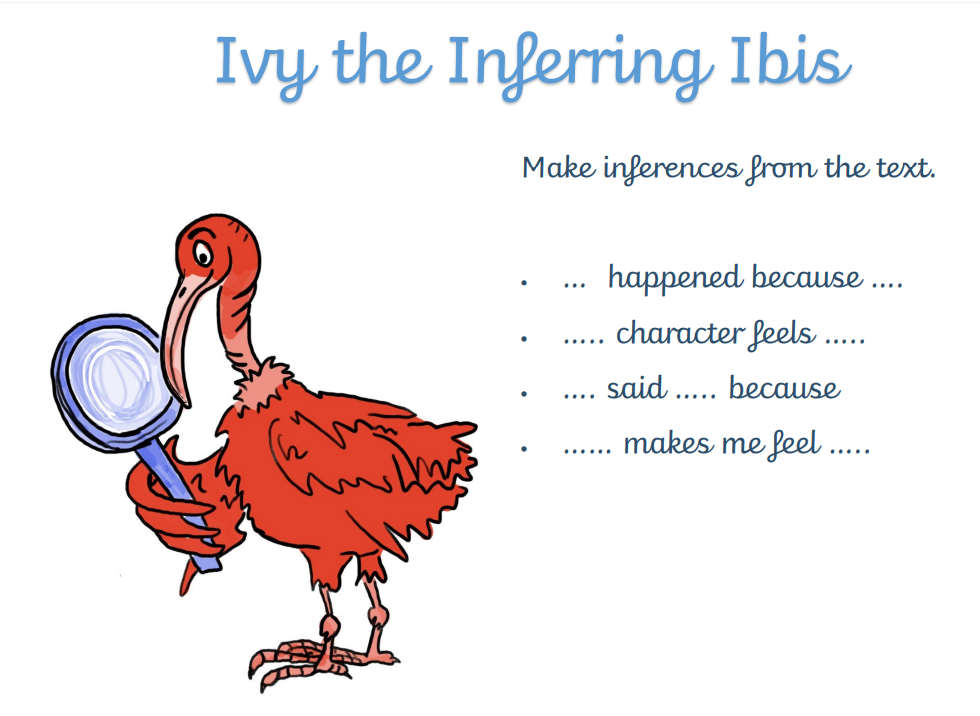 Ivy the Inferring Ibis
Make inferences from the text.
• ... happened because ....
• ..... character feels .....
• .... said ..... because
• ...... makes me feel .....